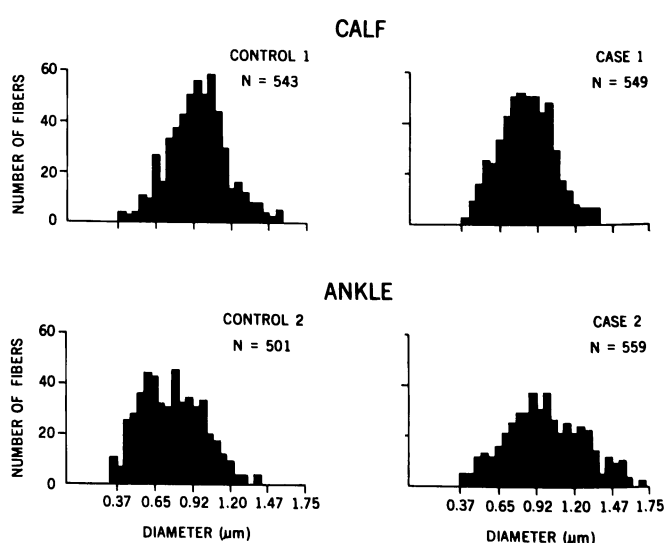 CALF
CONTROL 1
N = 543
CASE 1
N = 549
NUMBER OF FIBERS
60
40
20
0
ANKLE
CONTROL 2
N = 501
CASE 2
N = 559
NUMBER OF FIBERS
60
40
20
0
0.37 0.65 0.92 1.20 1.47 1.75
0.37 0.65 0.92 1.20 1.47 1.75
DIAMETER (μm)
DIAMETER (μm)